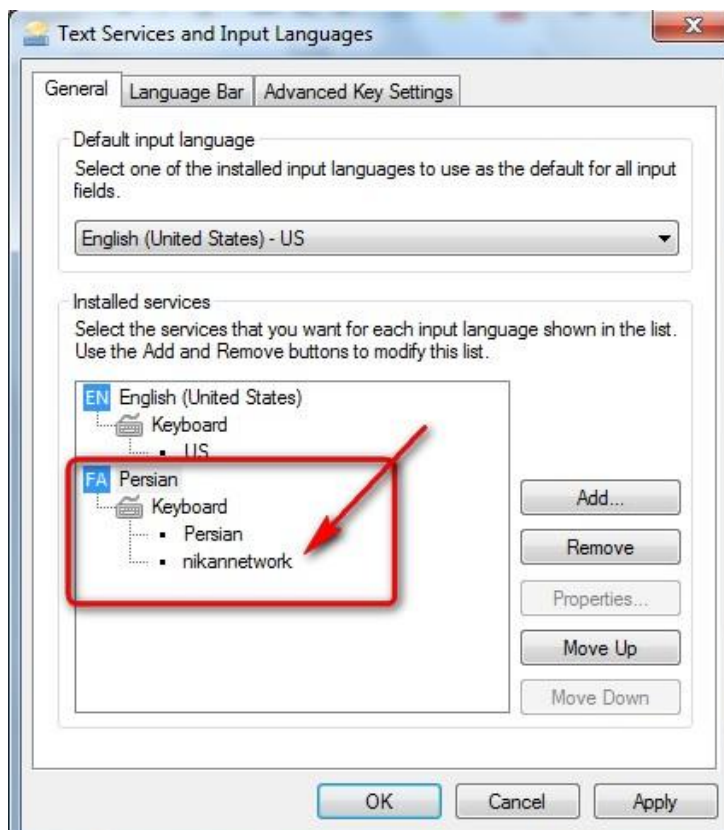 Text Services and Input Languages
General
Language Bar
Advanced Key Settings
Default input language
Select one of the installed input languages to use as the default for all input
fields.
English (United States) - US
Installed services
Select the services that you want for each input language shown in the list.
Use the Add and Remove buttons to modify this list.
EN English (United States)
Keyboard
US
FA Persian
Keyboard
Persian
nikannetwork
Add...
Remove
Properties...
Move Up
Move Down
OK
Cancel
Apply